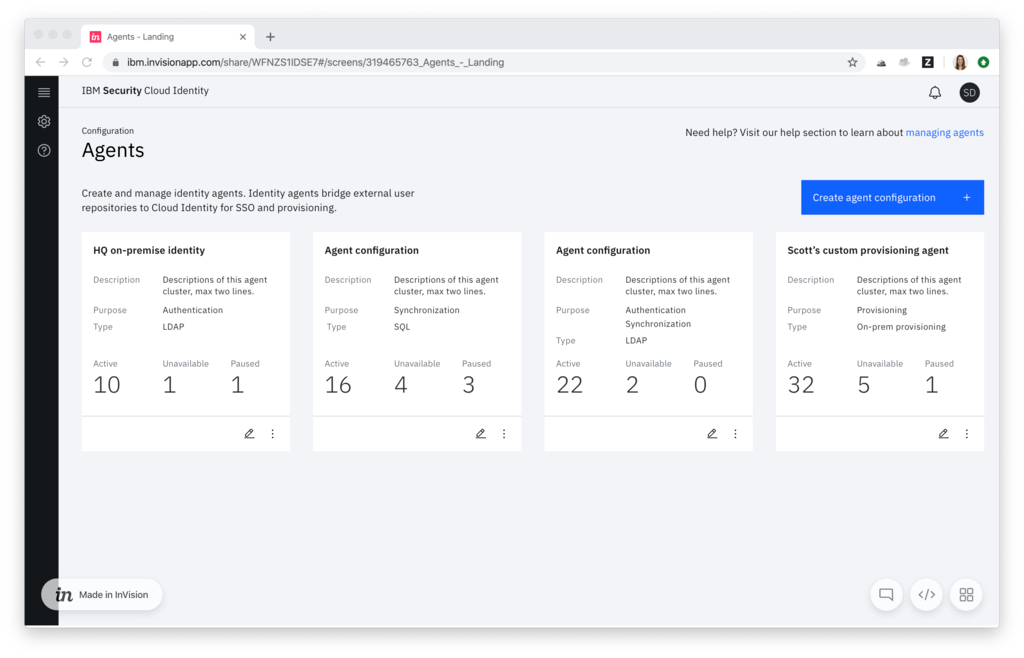 in Agents - Landing
ibm.invisionapp.com/share/WFNZS1IDSE7#/screens/319465763_Agents_-_Landing
Z
IBM Security Cloud Identity
SD
Configuration
Agents
Need help? Visit our help section to learn about managing agents
Create and manage identity agents. Identity agents bridge external user
repositories to Cloud Identity for SSO and provisioning.
Create agent configuration +
HQ on-premise identity
Description Descriptions of this agent
cluster, max two lines.
Purpose Authentication
Type LDAP
Active Unavailable Paused
10 1 1
Agent configuration
Description Descriptions of this agent
cluster, max two lines.
Purpose Synchronization
Type SQL
Active Unavailable Paused
16 4 3
Agent configuration
Description Descriptions of this agent
cluster, max two lines.
Purpose Authentication
Synchronization
Type LDAP
Active Unavailable Paused
22 2 0
Scott’s custom provisioning agent
Description Descriptions of this agent
cluster, max two lines.
Purpose Provisioning
Type On-prem provisioning
Active Unavailable Paused
32 5 1
in Made in InVision